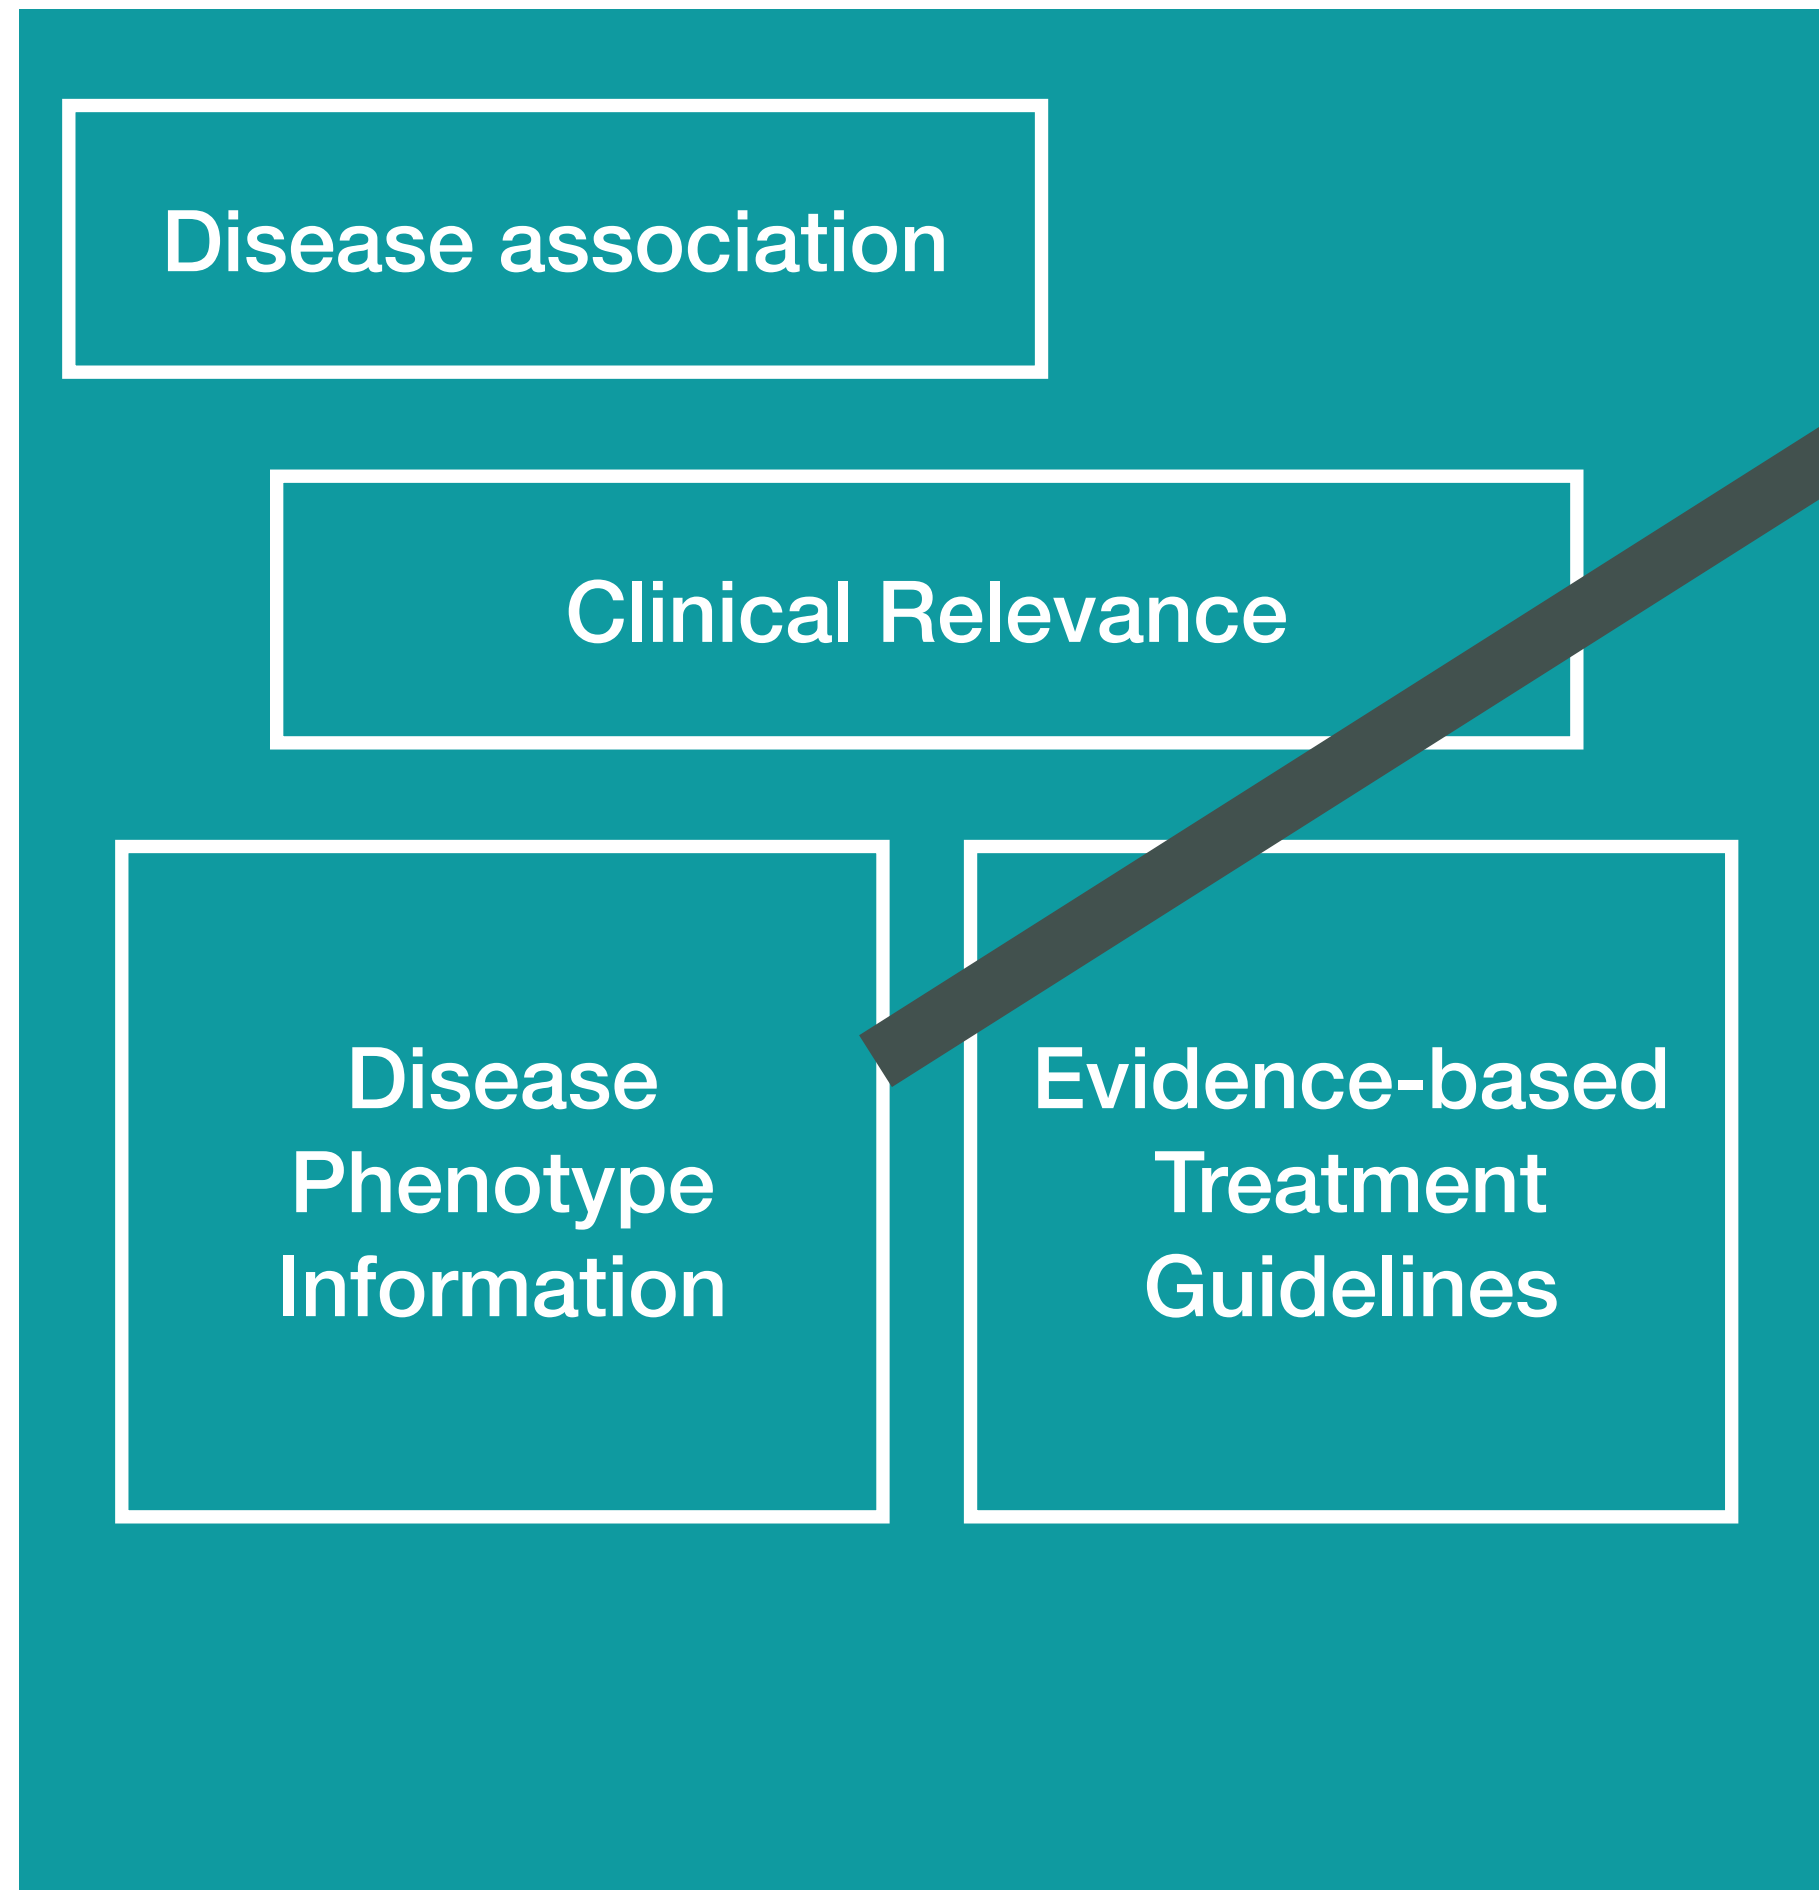 Disease association
Clinical Relevance
Disease
Phenotype
Information
Evidence-based
Treatment
Guidelines